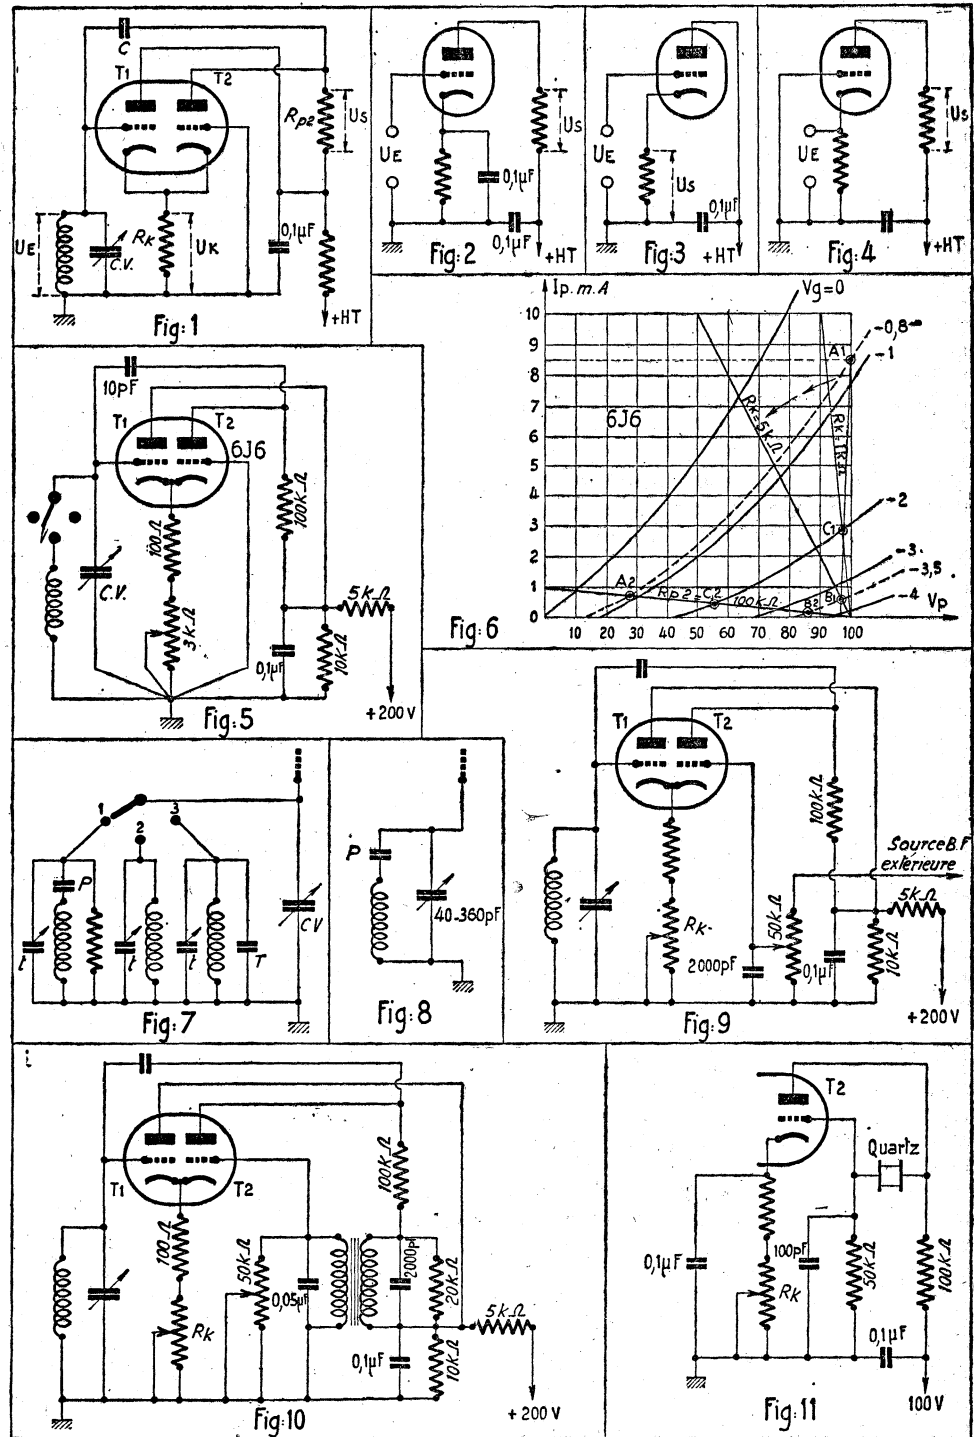 C
T1
T2
Rp2
US
UE
C.V.
RK
UK
0,1µF
+HT
Fig:1
UE
US
0,1µF
0,1µF
Fig:2
+HT
UE
US
0,1µF
Fig:3
+HT
UE
US
Fig:4
+HT
10pF
T1
T2
6J6
100Ω
C.V.
3kΩ
100kΩ
5kΩ
0,1µF
10kΩ
+200V
Fig:5
Ip.m.A
Vg=0
-0,8
-1
A1
10
9
8
7
6
5
4
3
2
1
0
6J6
RK=5kΩ
RK=1kΩ
-2
C1
-3
-3,5
-4
A2
Rp2=C2
100kΩ
B2
B1
Vp
10 20 30 40 50 60 70 80 90 100
Fig:6
1
2
3
P
t
t
t
T
CV
Fig:7
P
40-360pF
Fig:8
T1
T2
100kΩ
Source B.F
extérieure
5kΩ
RK
50kΩ
2000pF
0,1µF
10kΩ
+200V
Fig:9
T1
T2
100kΩ
100Ω
50kΩ
0,05µF
2000pF
20kΩ
5kΩ
RK
0,1µF
10kΩ
+200V
Fig:10
T2
Quartz
0,1µF
100pF
50kΩ
100kΩ
RK
0,1µF
Fig:11
100V